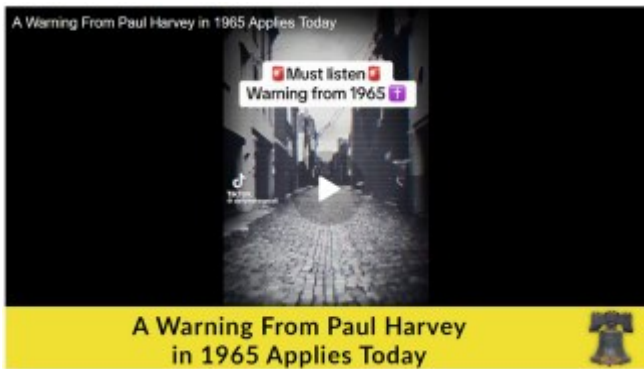 A Warning From Paul Harvey in 1965 Applies Today
🚨Must listen🚨
Warning from 1965 ✝️
TikTok
A Warning From Paul Harvey
in 1965 Applies Today